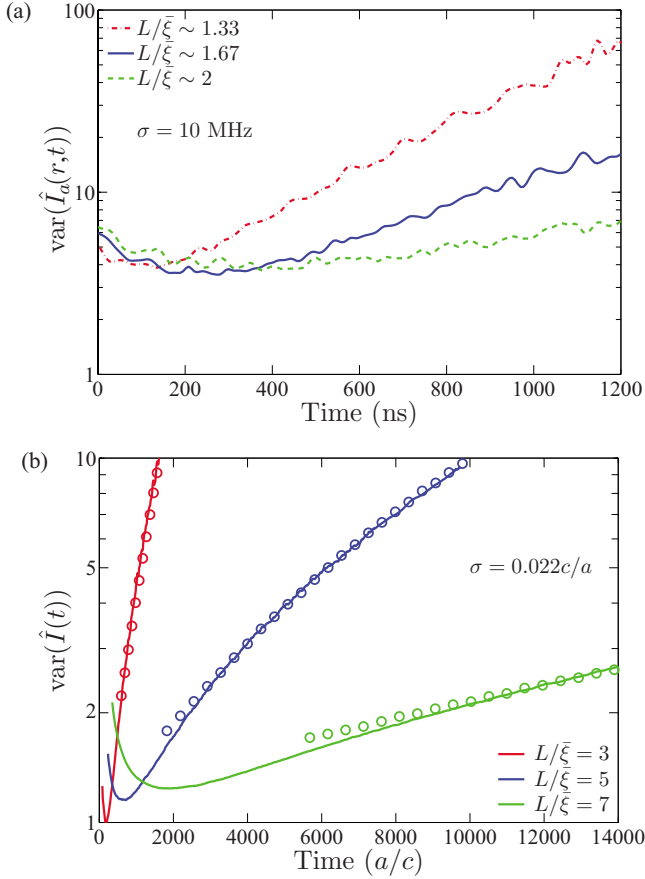 (a)
100
10
1
var(Î_a(r,t))
L/ξ̄ ~ 1.33
L/ξ̄ ~ 1.67
L/ξ̄ ~ 2
σ = 10 MHz
0 200 400 600 800 1000 1200
Time (ns)
(b)
10
5
2
1
var(Î(t))
σ = 0.022c/a
L/ξ̄ = 3
L/ξ̄ = 5
L/ξ̄ = 7
0 2000 4000 6000 8000 10000 12000 14000
Time (a/c)